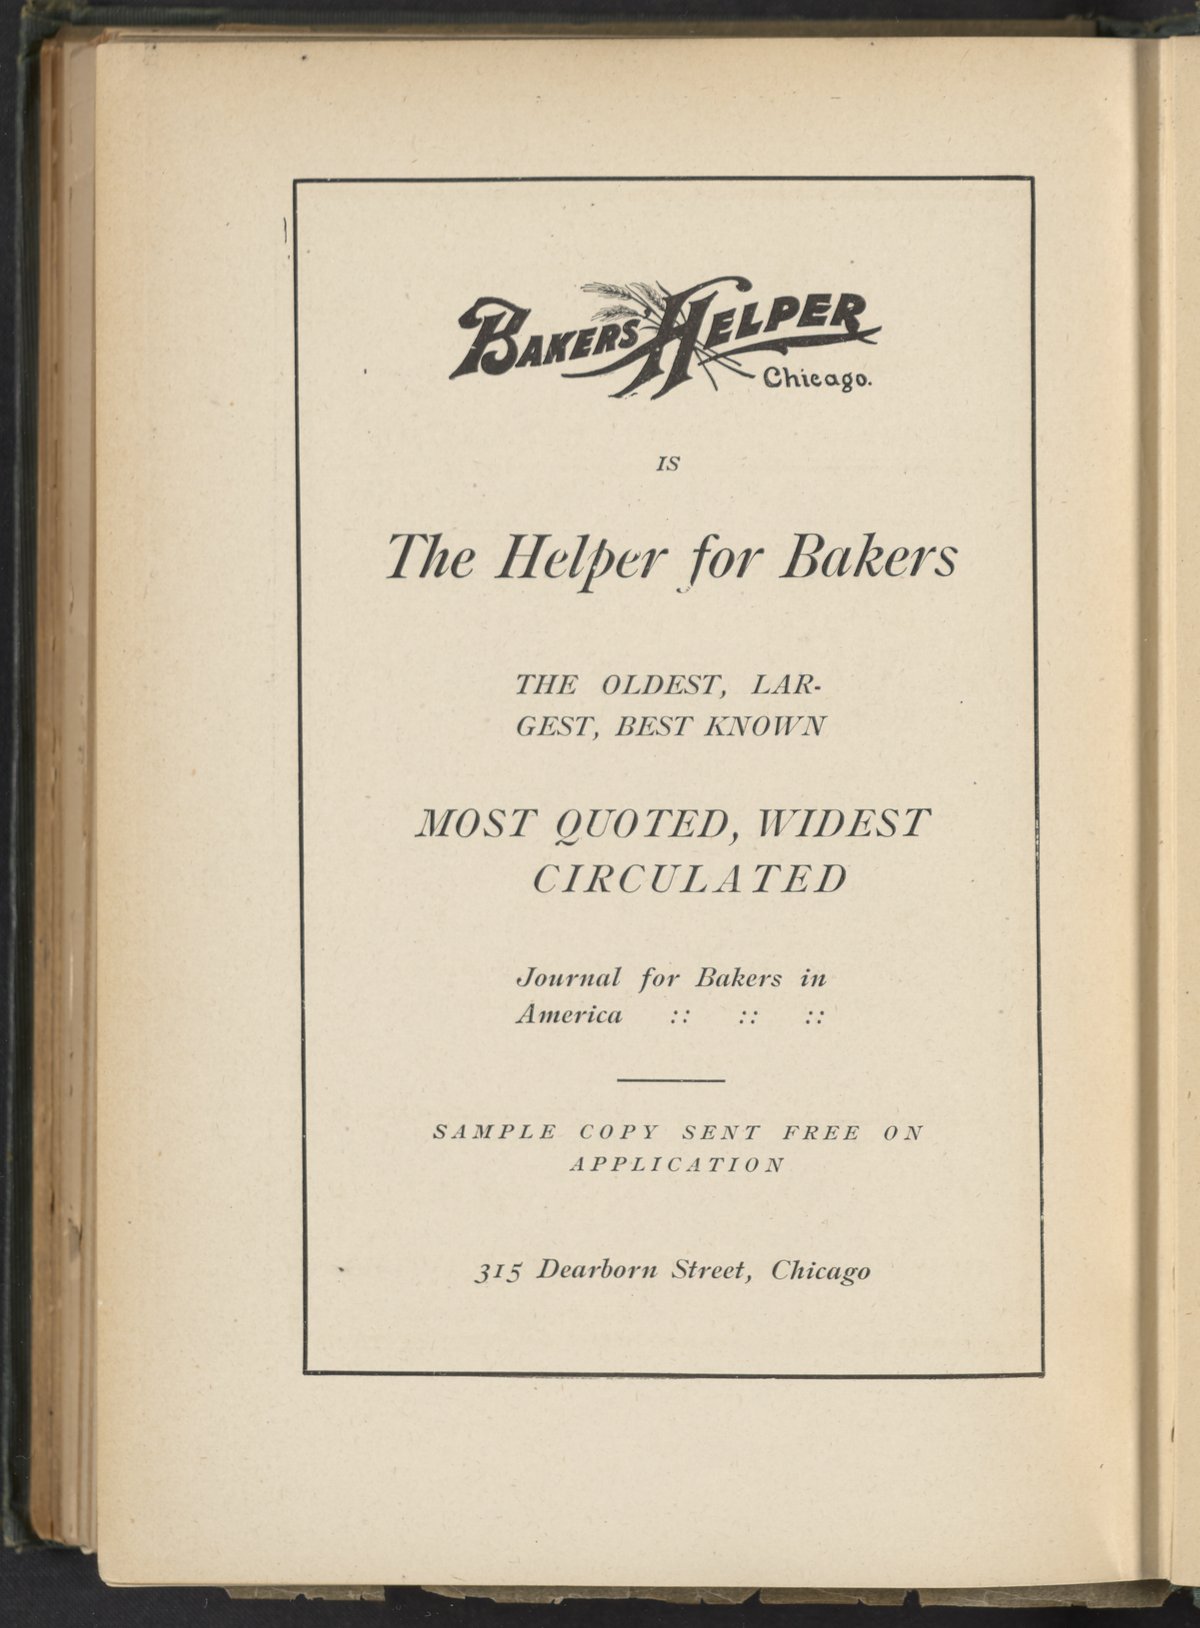 BAKERS' HELPER
Chicago.
IS
The Helper for Bakers
THE OLDEST, LAR-
GEST, BEST KNOWN
MOST QUOTED, WIDEST
CIRCULATED
Journal for Bakers in
America :: :: ::
SAMPLE COPY SENT FREE ON
APPLICATION
315 Dearborn Street, Chicago